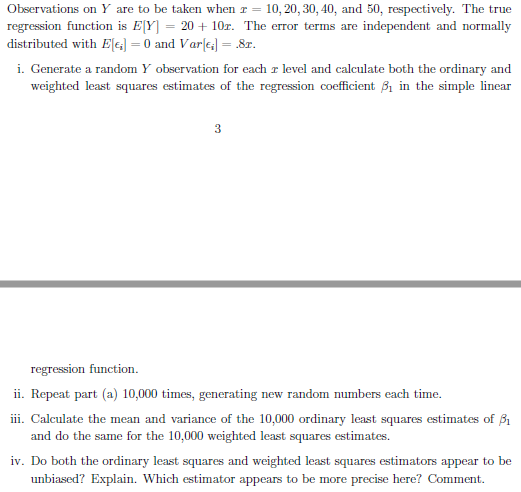 Observations on Y are to be taken when x = 10, 20, 30, 40, and 50, respectively. The true
regression function is E[Y] = 20 + 10x. The error terms are independent and normally
distributed with E[ϵᵢ] = 0 and Var[ϵᵢ] = .8x.
i. Generate a random Y observation for each x level and calculate both the ordinary and
weighted least squares estimates of the regression coefficient β₁ in the simple linear
3
regression function.
ii. Repeat part (a) 10,000 times, generating new random numbers each time.
iii. Calculate the mean and variance of the 10,000 ordinary least squares estimates of β₁
and do the same for the 10,000 weighted least squares estimates.
iv. Do both the ordinary least squares and weighted least squares estimators appear to be
unbiased? Explain. Which estimator appears to be more precise here? Comment.